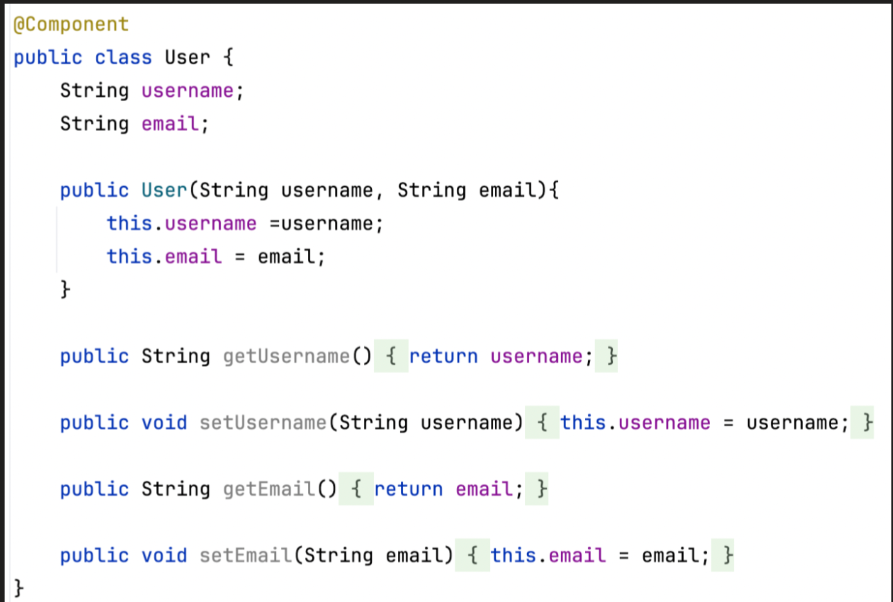 @Component
public class User {
    String username;
    String email;

    public User(String username, String email){
        this.username =username;
        this.email = email;
    }

    public String getUsername() { return username; }

    public void setUsername(String username) { this.username = username; }

    public String getEmail() { return email; }

    public void setEmail(String email) { this.email = email; }
}